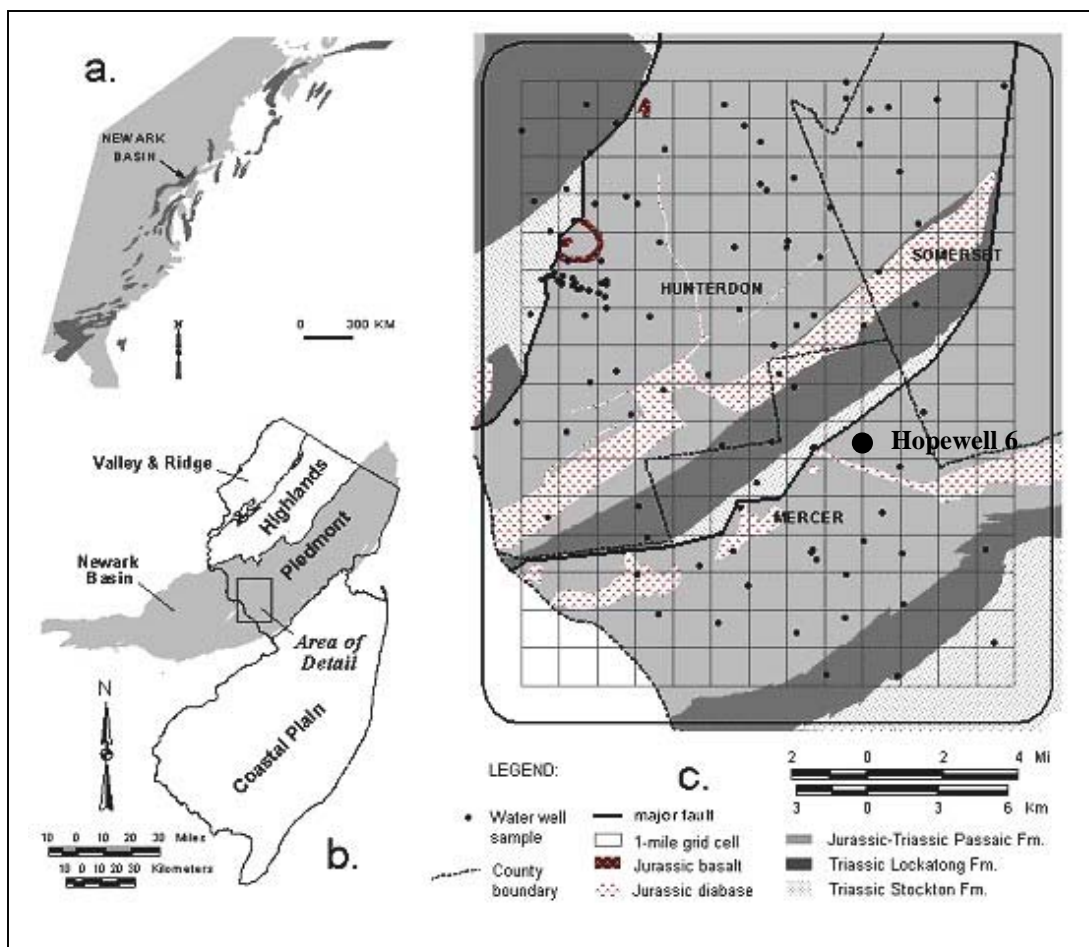 a.
NEWARK
BASIN
N
0 300 KM
Valley & Ridge
Highlands
Piedmont
Newark
Basin
Area of
Detail
Coastal Plain
N
10 0 10 20 30 Miles
10 0 10 20 30 Kilometers
b.
HUNTERDON
SOMERSET
Hopewell 6
MERCER
c.
2 0 2 4 Mi
3 0 3 6 Km
LEGEND:
Water well
sample
County
boundary
major fault
1-mile grid cell
Jurassic basalt
Jurassic diabase
Jurassic-Triassic Passaic Fm.
Triassic Lockatong Fm.
Triassic Stockton Fm.